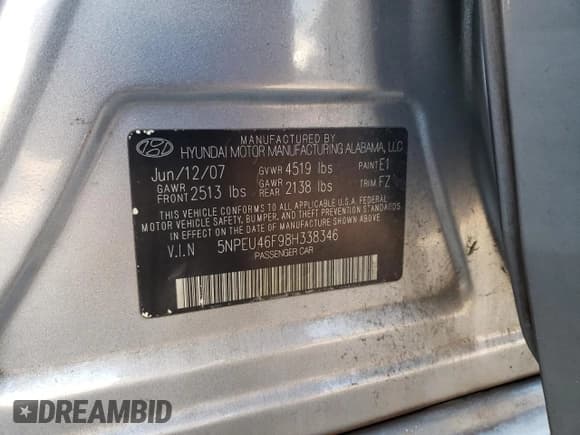 MANUFACTURED BY
HYUNDAI MOTOR MANUFACTURING ALABAMA, LLC
Jun/12/07 GVWR 4519 lbs PAINT E1
GAWR FRONT 2513 lbs GAWR REAR 2138 lbs TRIM FZ
THIS VEHICLE CONFORMS TO ALL APPLICABLE U.S.A. FEDERAL
MOTOR VEHICLE SAFETY, BUMPER, AND THEFT PREVENTION STANDARDS
IN EFFECT ON THE DATE OF MANUFACTURE SHOWN ABOVE
V.I.N 5NPEU46F98H338346
PASSENGER CAR
DREAMBID